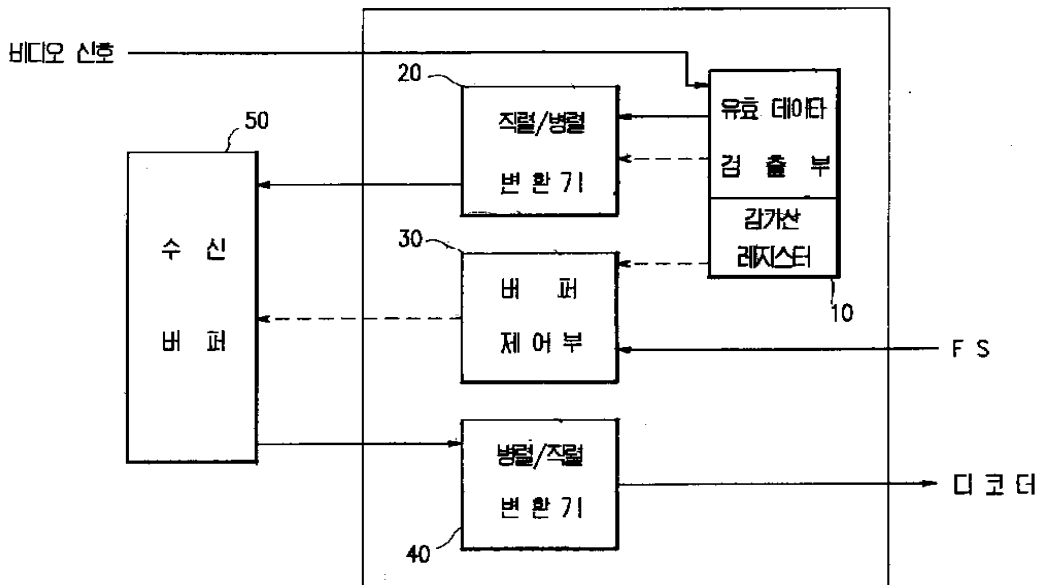 비디오 신호
20
직렬/병렬
변환기
유효 데이타
검출부
감가산
레지스터
10
50
수신
버퍼
30
버퍼
제어부
F S
병렬/직렬
변환기
40
디코더